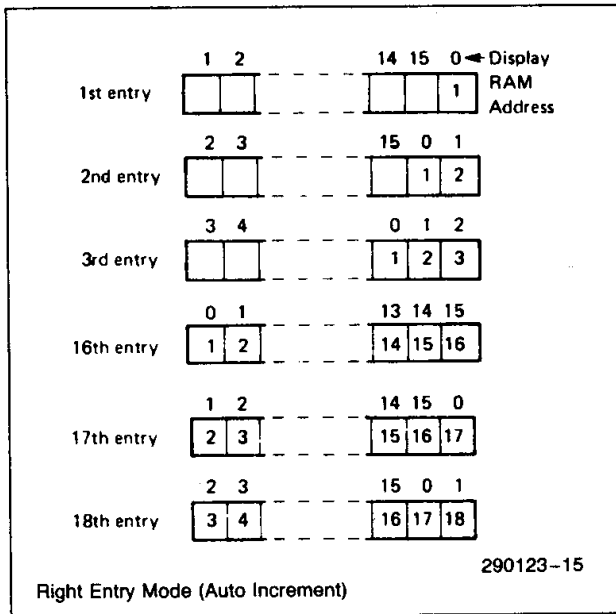 1 2 14 15 0 Display
1st entry 1 RAM
Address
2 3 15 0 1
2nd entry 1 2
3 4 0 1 2
3rd entry 1 2 3
0 1 13 14 15
16th entry 1 2 14 15 16
1 2 14 15 0
17th entry 2 3 15 16 17
2 3 15 0 1
18th entry 3 4 16 17 18
290123-15
Right Entry Mode (Auto Increment)